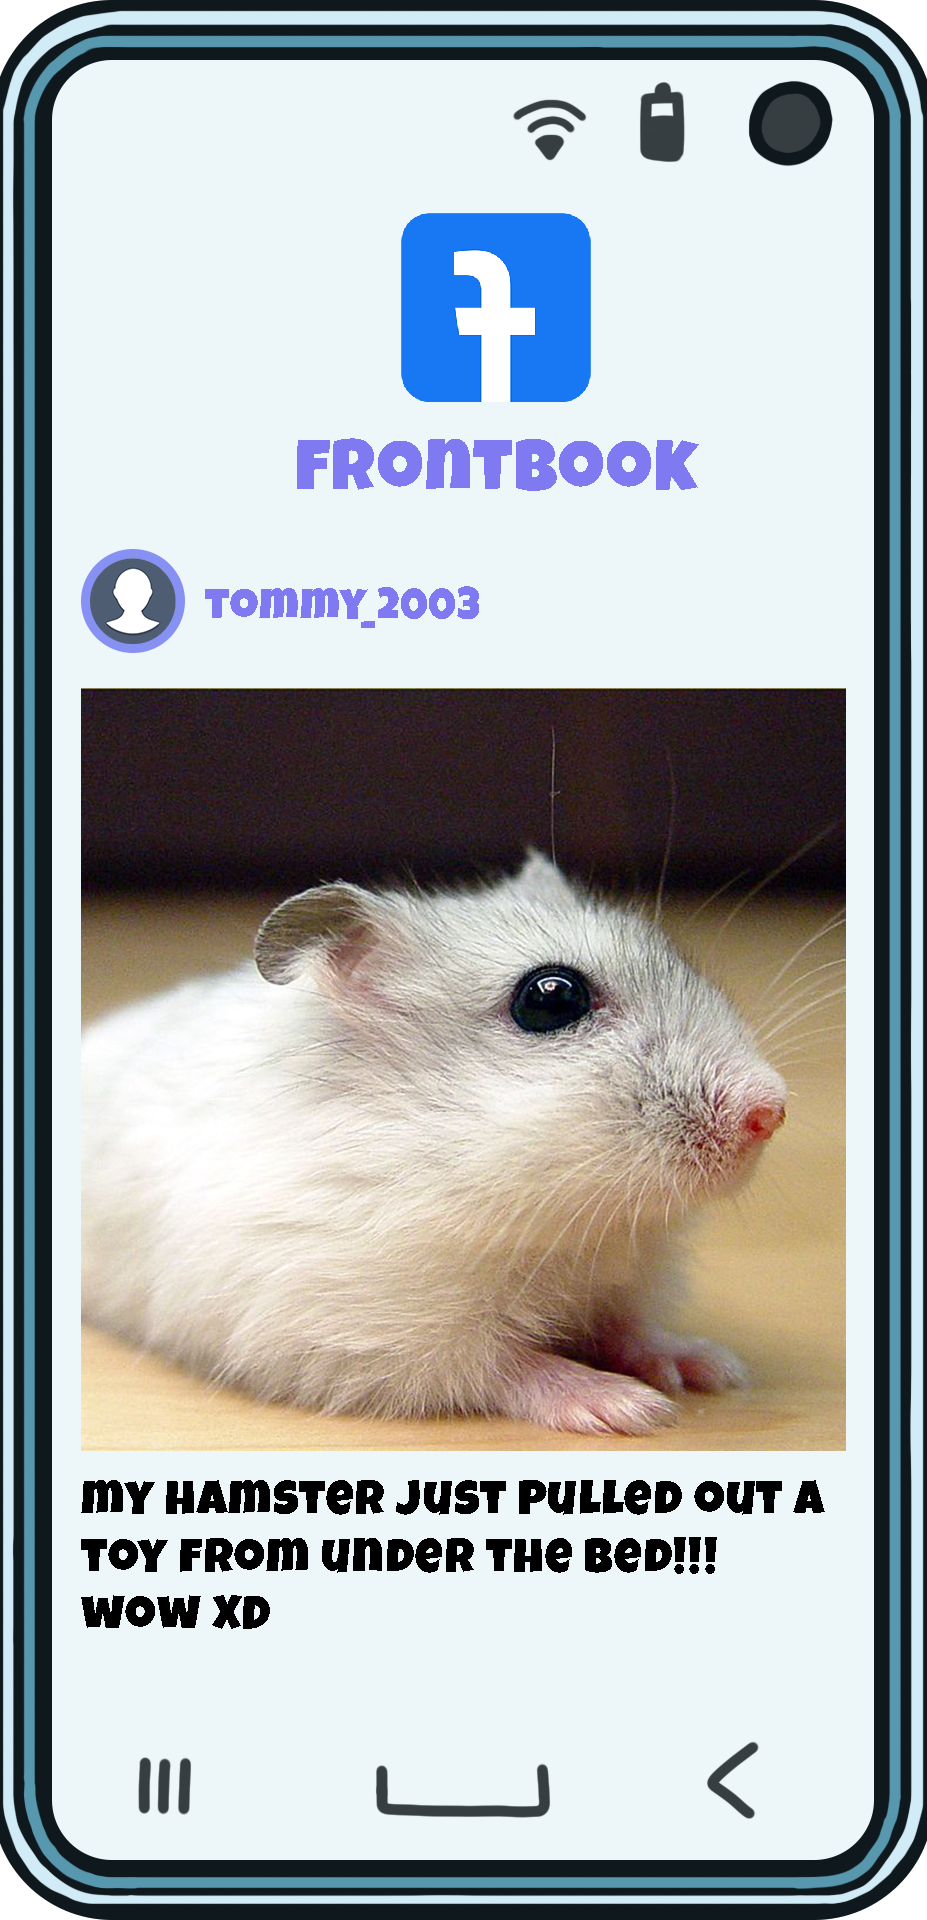 FRONTBOOK
TOMMY_2003
MY HAMSTER JUST PULLED OUT A
TOY FROM UNDER THE BED!!!
WOW XD